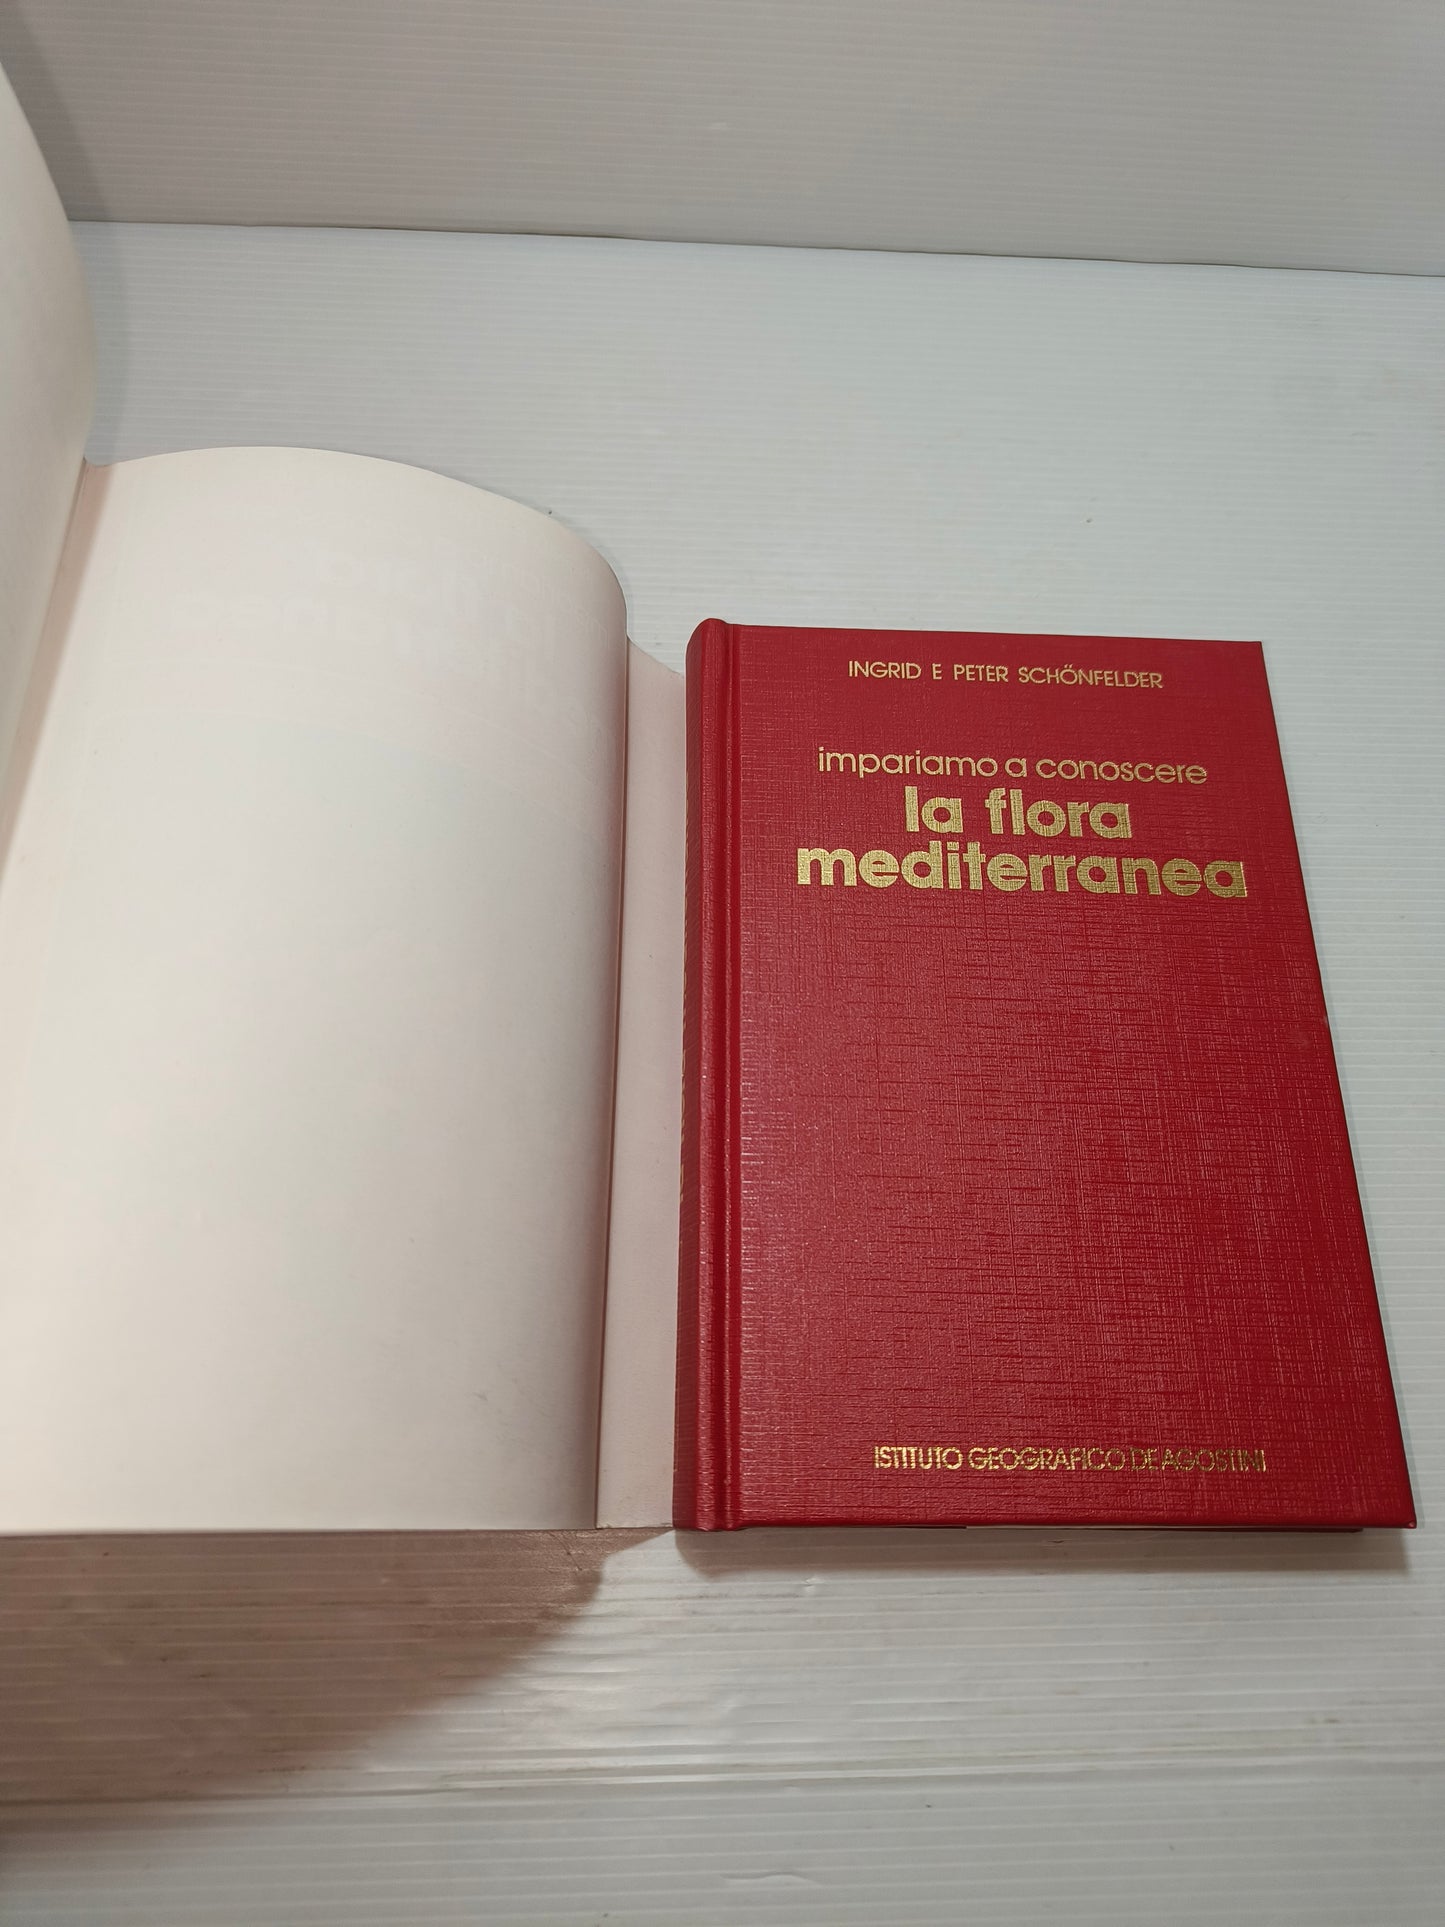 INGRID E PETER SCHÖNFELDER
impariamo a conoscere
la flora
mediterranea
ISTITUTO GEOGRAFICO DE AGOSTINI